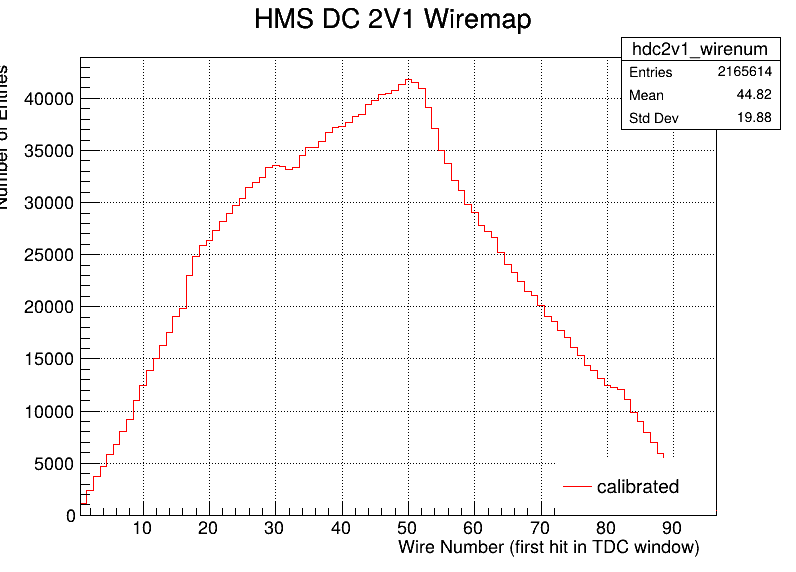 HMS DC 2V1 Wiremap
hdc2v1_wirenum
Entries 2165614
Mean 44.82
Std Dev 19.88
Number of Entries
40000
35000
30000
25000
20000
15000
10000
5000
0
10 20 30 40 50 60 70 80 90
calibrated
Wire Number (first hit in TDC window)